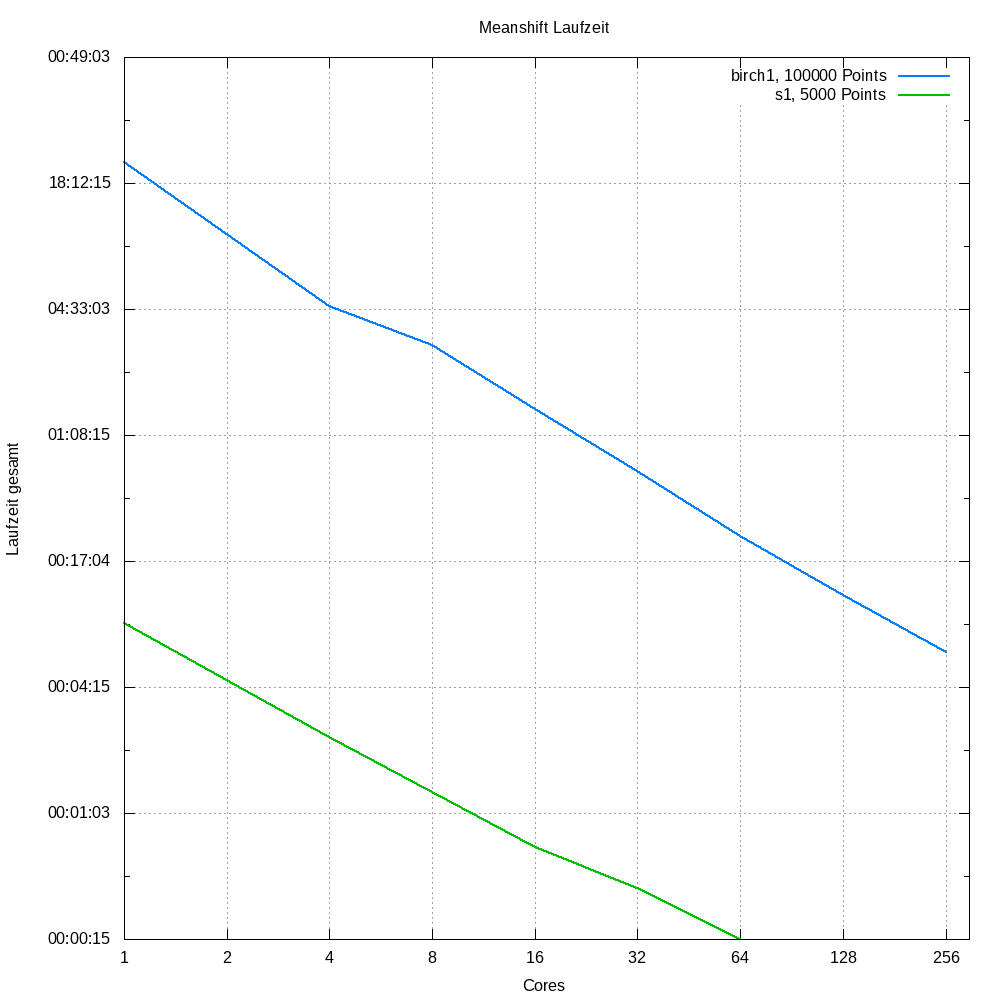 Meanshift Laufzeit
00:49:03
birch1, 100000 Points
s1, 5000 Points
18:12:15
04:33:03
01:08:15
Laufzeit gesamt
00:17:04
00:04:15
00:01:03
00:00:15
1 2 4 8 16 32 64 128 256
Cores